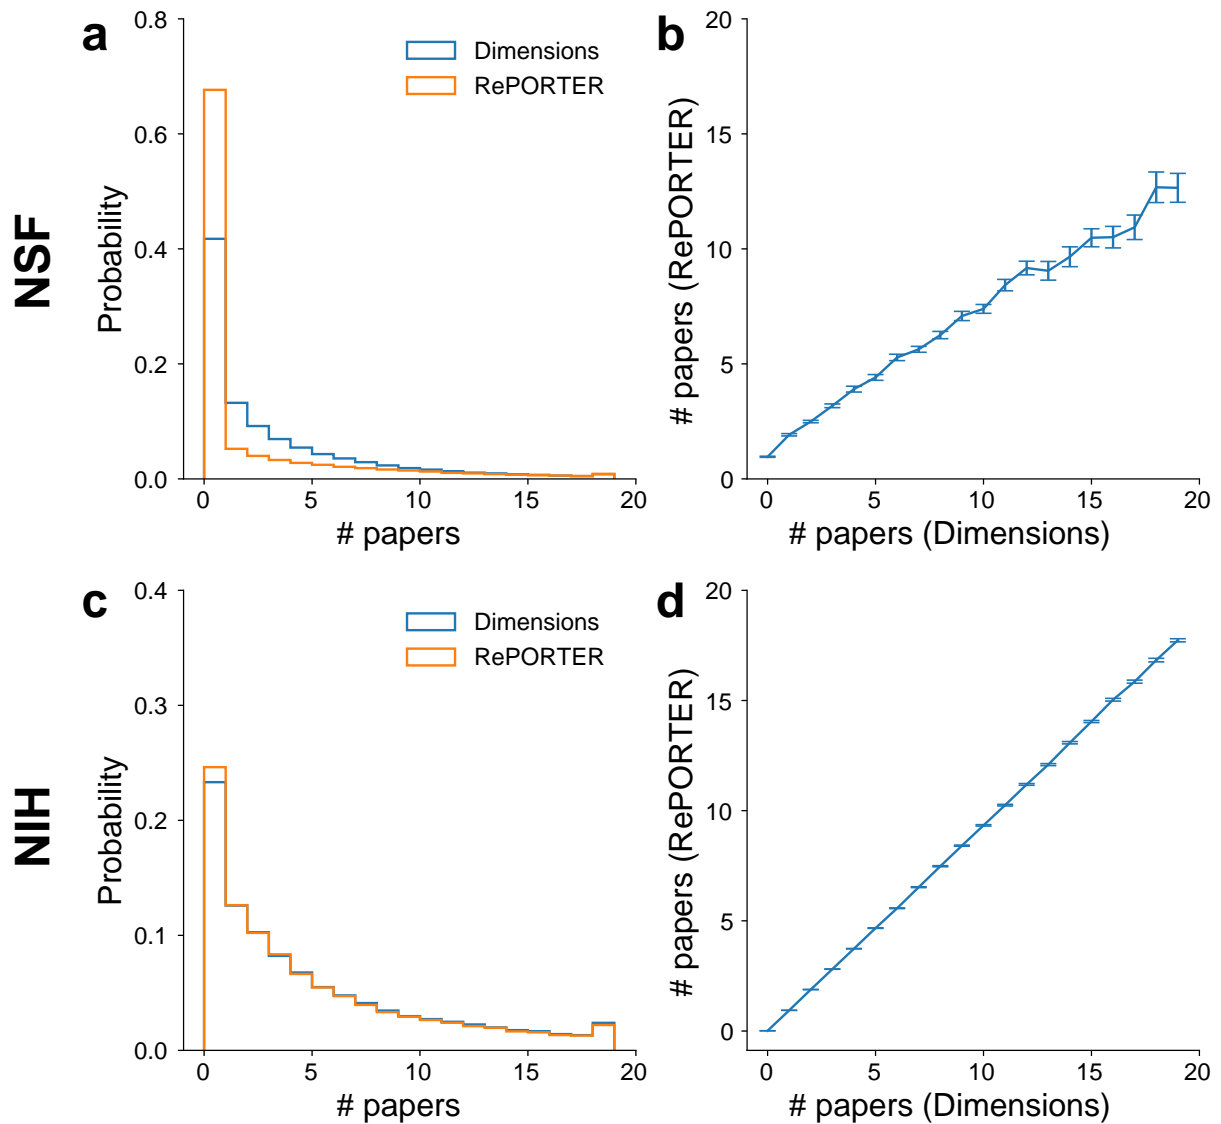 NSF
a
0.8
0.6
0.4
0.2
0.0
Probability
Dimensions
RePORTER
0
5
10
15
20
# papers
b
20
15
10
5
0
# papers (RePORTER)
0
5
10
15
20
# papers (Dimensions)
NIH
c
0.4
0.3
0.2
0.1
0.0
Probability
Dimensions
RePORTER
0
5
10
15
20
# papers
d
20
15
10
5
0
# papers (RePORTER)
0
5
10
15
20
# papers (Dimensions)